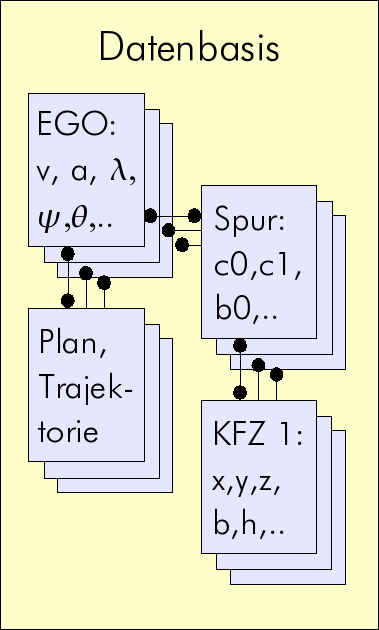 Datenbasis
EGO:
v, a, λ,
ψ,θ,..
Spur:
c0,c1,
b0,..
Plan,
Trajek-
torie
KFZ 1:
x,y,z,
b,h,..